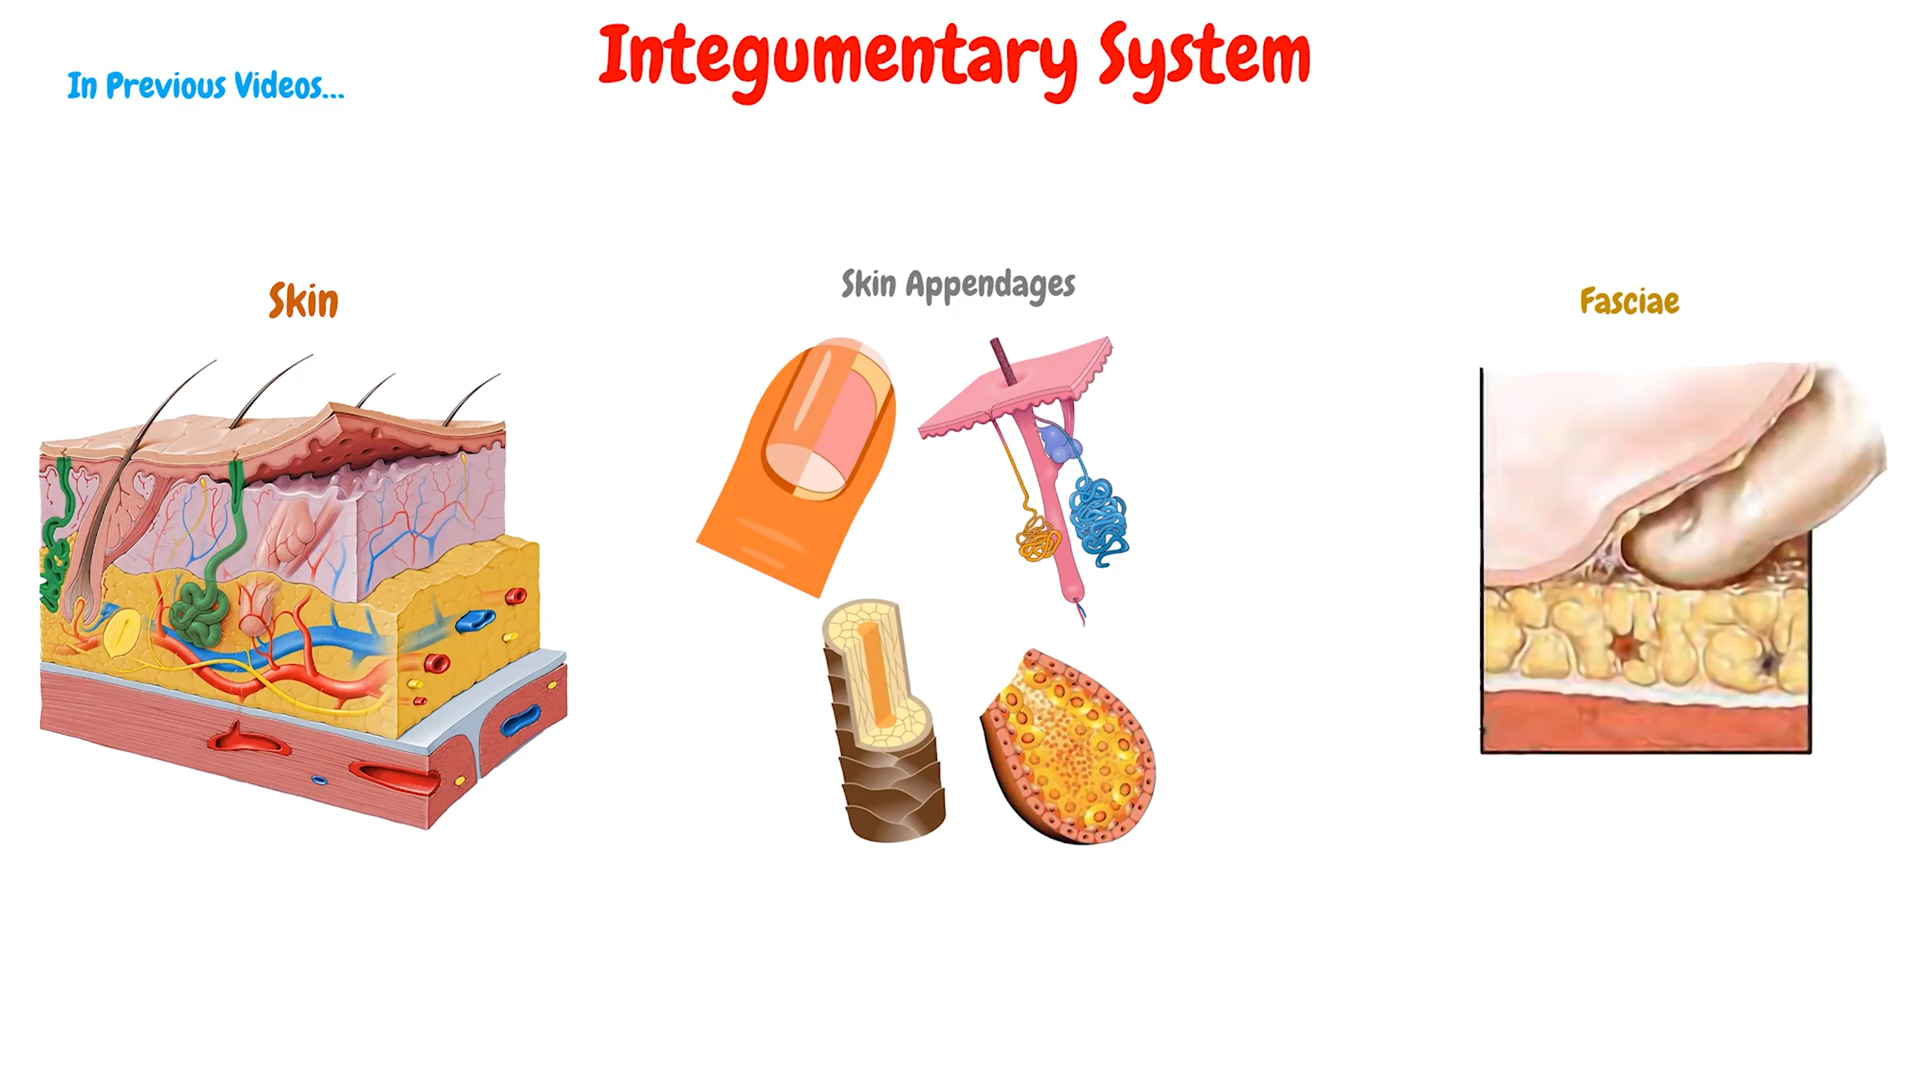 Integumentary System
In Previous Videos...
Skin
Skin Appendages
Fasciae